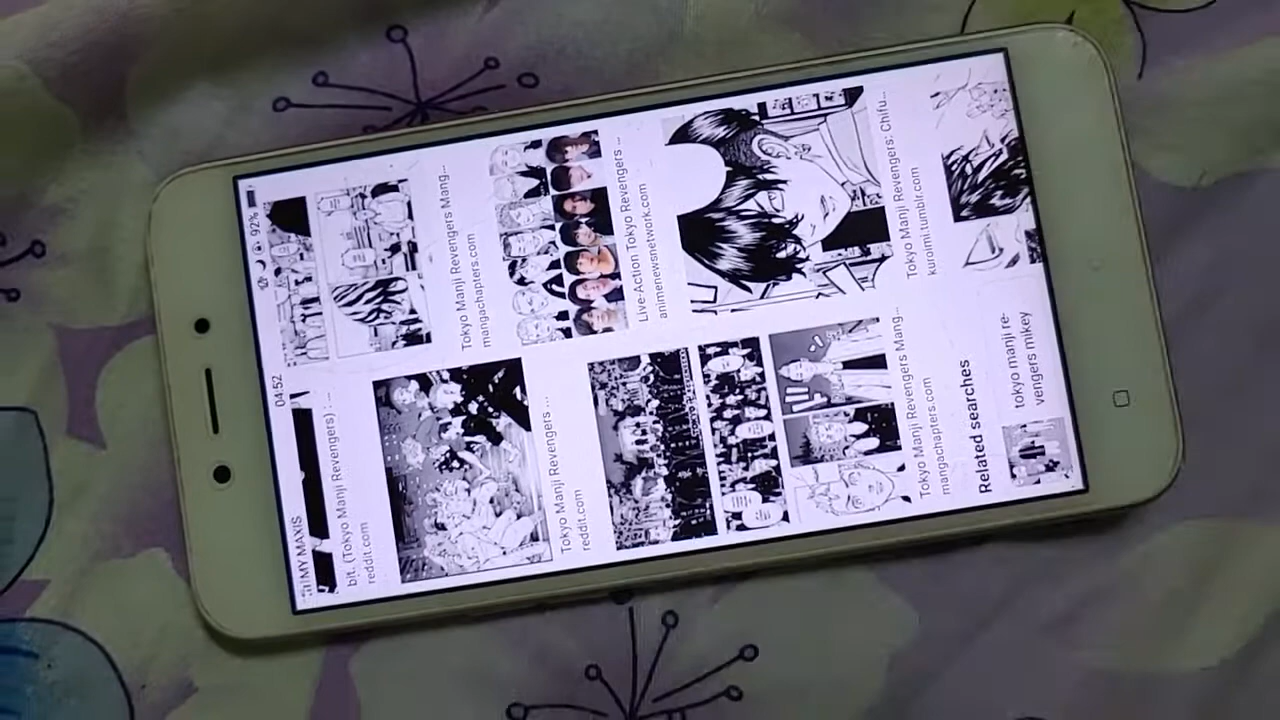 MY MAXIS
04:52
92%
bit. (Tokyo Manji Revengers) : ...
reddit.com
Tokyo Manji Revengers Mang...
mangachapters.com
Tokyo Manji Revengers ...
reddit.com
Live-Action Tokyo Revengers ...
animenewsnetwork.com
Tokyo Manji Revengers Mang...
mangachapters.com
Tokyo Manji Revengers: Chifu...
kuroimi.tumblr.com
Related searches
tokyo manji re-
vengers mikey